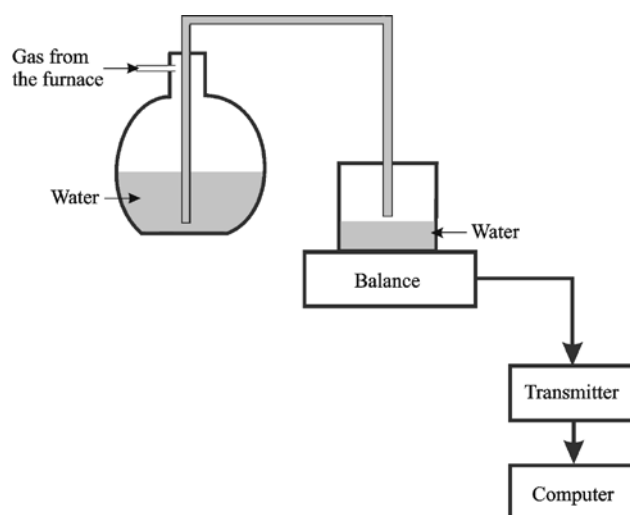 Gas from
the furnace
Water
Water
Balance
Transmitter
Computer